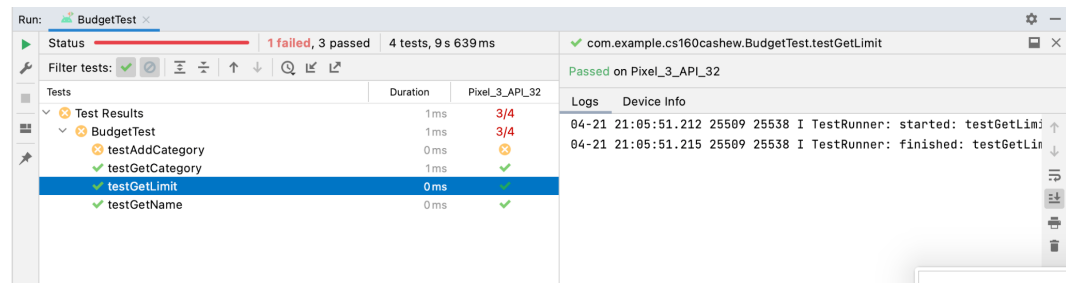 Run: BudgetTest
Status 1 failed, 3 passed 4 tests, 9 s 639 ms
Filter tests:
Tests Duration Pixel_3_API_32
Test Results 1 ms 3/4
BudgetTest 1 ms 3/4
testAddCategory 0 ms
testGetCategory 1 ms
testGetLimit 0 ms
testGetName 0 ms
com.example.cs160cashew.BudgetTest.testGetLimit
Passed on Pixel_3_API_32
Logs Device Info
04-21 21:05:51.212 25509 25538 I TestRunner: started: testGetLimi
04-21 21:05:51.215 25509 25538 I TestRunner: finished: testGetLim